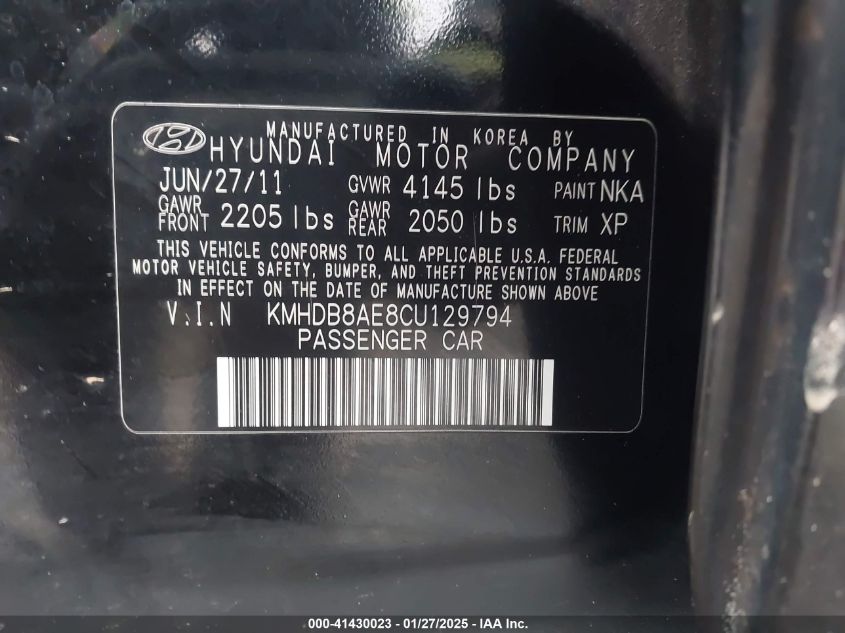 MANUFACTURED IN KOREA BY
HYUNDAI MOTOR COMPANY
JUN/27/11 GVWR 4145 lbs PAINT NKA
GAWR FRONT 2205 lbs GAWR REAR 2050 lbs TRIM XP
THIS VEHICLE CONFORMS TO ALL APPLICABLE U.S.A. FEDERAL
MOTOR VEHICLE SAFETY, BUMPER, AND THEFT PREVENTION STANDARDS
IN EFFECT ON THE DATE OF MANUFACTURE SHOWN ABOVE
V.I.N KMHDB8AE8CU129794
PASSENGER CAR
000-41430023 - 01/27/2025 - IAA Inc.